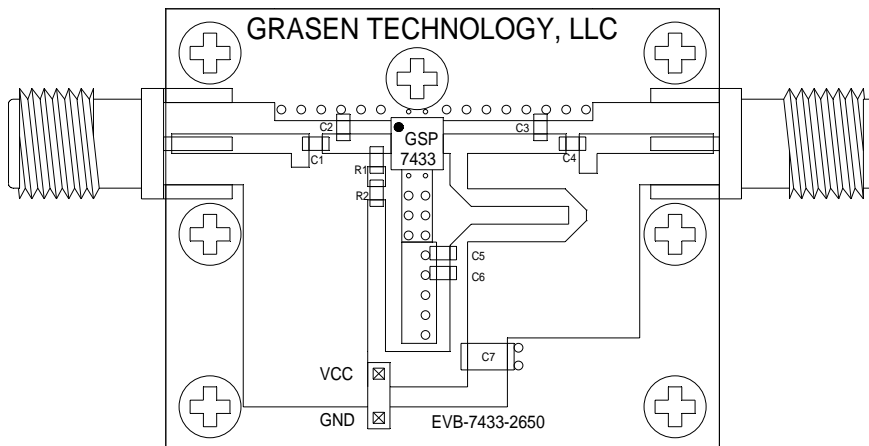 GRASEN TECHNOLOGY, LLC
C2
C3
GSP
7433
C1
C4
R1
R2
C5
C6
C7
VCC
GND
EVB-7433-2650